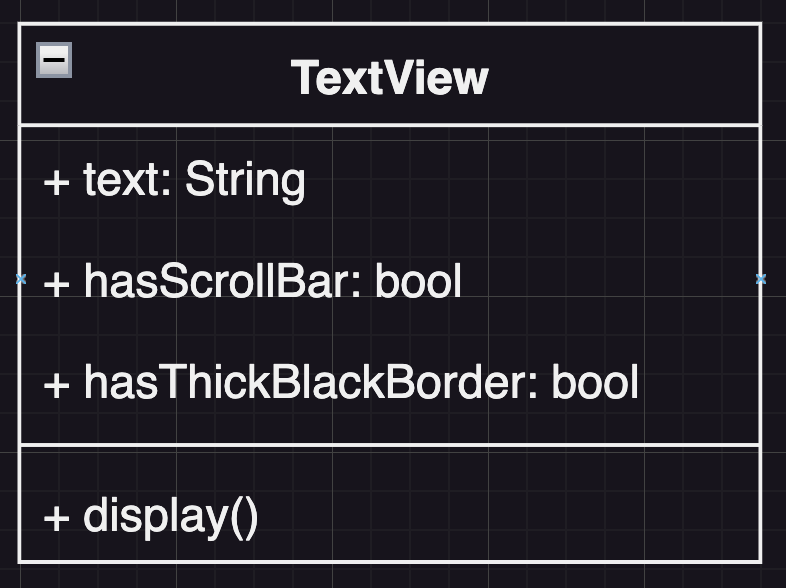 TextView
+ text: String
+ hasScrollBar: bool
+ hasThickBlackBorder: bool
+ display()